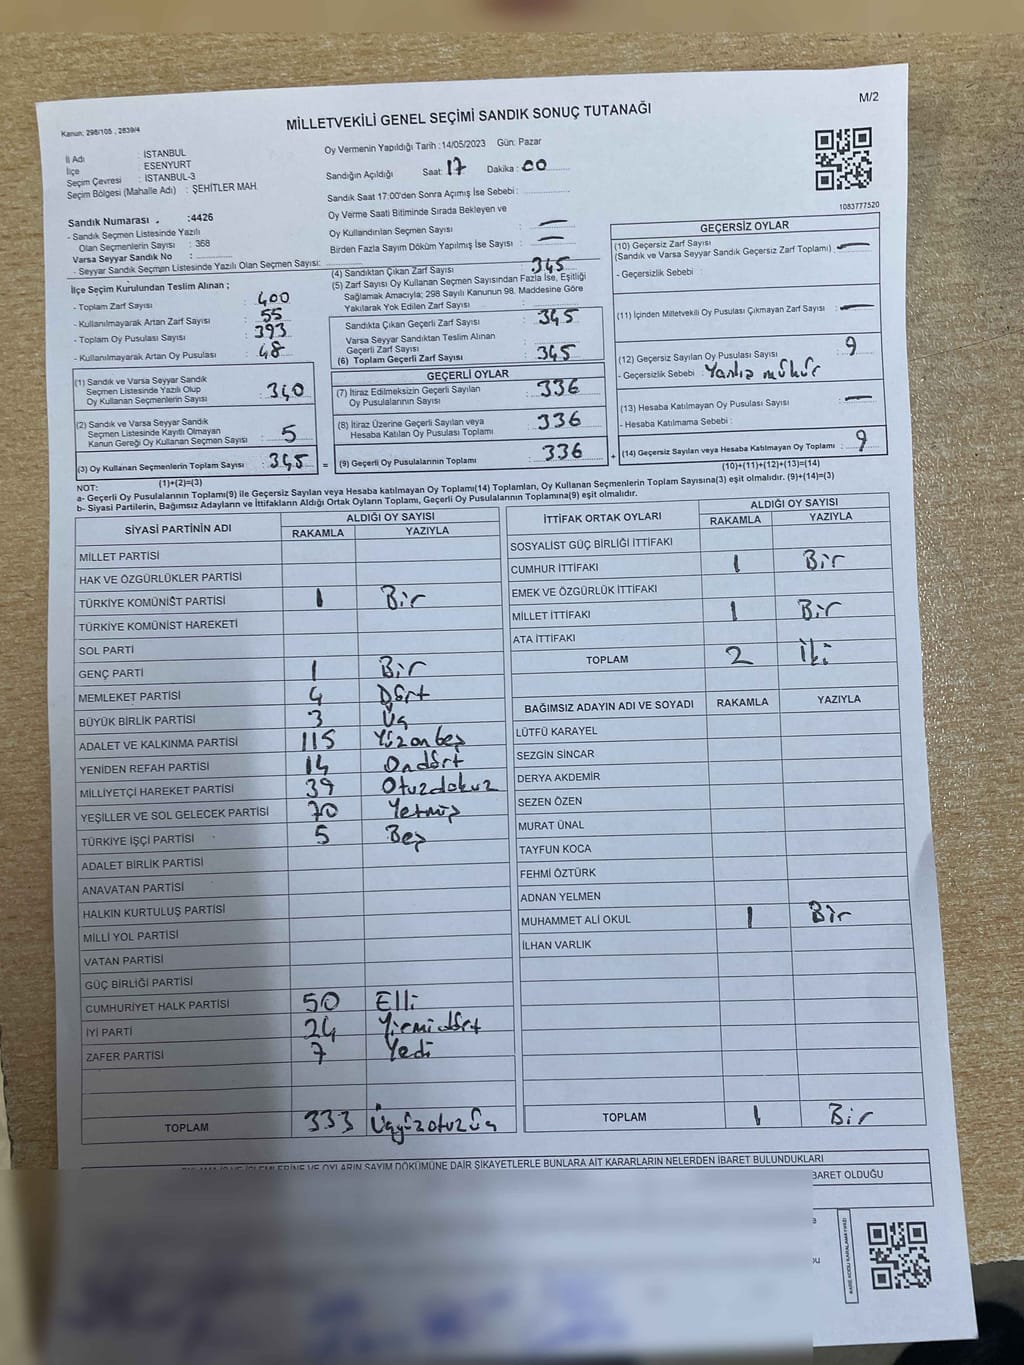 M/2
Kanun: 298/105 , 2839/4
MİLLETVEKİLİ GENEL SEÇİMİ SANDIK SONUÇ TUTANAĞI
İl Adı : İSTANBUL
İlçe : ESENYURT
Seçim Çevresi : İSTANBUL-3
Seçim Bölgesi (Mahalle Adı) : ŞEHİTLER MAH
Sandık Numarası . :4426
- Sandık Seçmen Listesinde Yazılı
Olan Seçmenlerin Sayısı : 368
Varsa Seyyar Sandık No :
- Seyyar Sandık Seçmen Listesinde Yazılı Olan Seçmen Sayısı:
Oy Vermenin Yapıldığı Tarih :14/05/2023 Gün: Pazar
Sandığın Açıldığı Saat: 17 Dakika : 00
Sandık Saat 17:00'den Sonra Açımış İse Sebebi :
Oy Verme Saati Bitiminde Sırada Bekleyen ve
Oy Kullandırılan Seçmen Sayısı : —
Birden Fazla Sayım Döküm Yapılmış İse Sayısı : —
1083777520
İlçe Seçim Kurulundan Teslim Alınan ;
- Toplam Zarf Sayısı : 400
- Kullanılmayarak Artan Zarf Sayısı : 55
- Toplam Oy Pusulası Sayısı : 393
- Kullanılmayarak Artan Oy Pusulası : 48
(1) Sandık ve Varsa Seyyar Sandık
Seçmen Listesinde Yazılı Olup
Oy Kullanan Seçmenlerin Sayısı : 340
(2) Sandık ve Varsa Seyyar Sandık
Seçmen Listesinde Kayıtlı Olmayan
Kanun Gereği Oy Kullanan Seçmen Sayısı : 5
(3) Oy Kullanan Seçmenlerin Toplam Sayısı : 345 =
(1)+(2)=(3)
(4) Sandıktan Çıkan Zarf Sayısı : 345
(5) Zarf Sayısı Oy Kullanan Seçmen Sayısından Fazla İse, Eşitliği
Sağlamak Amacıyla; 298 Sayılı Kanunun 98. Maddesine Göre
Yakılarak Yok Edilen Zarf Sayısı :
Sandıkta Çıkan Geçerli Zarf Sayısı : 345
Varsa Seyyar Sandıktan Teslim Alınan
Geçerli Zarf Sayısı :
(6) Toplam Geçerli Zarf Sayısı : 345
GEÇERLİ OYLAR
(7) İtiraz Edilmeksizin Geçerli Sayılan
Oy Pusulalarının Sayısı : 336
(8) İtiraz Üzerine Geçerli Sayılan veya
Hesaba Katılan Oy Pusulası Toplamı : 336
(9) Geçerli Oy Pusulalarının Toplamı : 336 +
GEÇERSİZ OYLAR
(10) Geçersiz Zarf Sayısı : —
(Sandık ve Varsa Seyyar Sandık Geçersiz Zarf Toplamı)
- Geçersizlik Sebebi :
(11) İçinden Milletvekili Oy Pusulası Çıkmayan Zarf Sayısı : —
(12) Geçersiz Sayılan Oy Pusulası Sayısı : 9
- Geçersizlik Sebebi : Yanlış mühür
(13) Hesaba Katılmayan Oy Pusulası Sayısı : —
- Hesaba Katılmama Sebebi :
(14) Geçersiz Sayılan veya Hesaba Katılmayan Oy Toplamı : 9
(10)+(11)+(12)+(13)=(14)
NOT:
a- Geçerli Oy Pusulalarının Toplamı(9) ile Geçersiz Sayılan veya Hesaba katılmayan Oy Toplamı(14) Toplamları, Oy Kullanan Seçmenlerin Toplam Sayısına(3) eşit olmalıdır. (9)+(14)=(3)
b- Siyasi Partilerin, Bağımsız Adayların ve İttifakların Aldığı Ortak Oyların Toplamı, Geçerli Oy Pusulalarının Toplamına(9) eşit olmalıdır.
SİYASİ PARTİNİN ADI ALDIĞI OY SAYISI
RAKAMLA YAZIYLA
MİLLET PARTİSİ
HAK VE ÖZGÜRLÜKLER PARTİSİ
TÜRKİYE KOMÜNİST PARTİSİ 1 Bir
TÜRKİYE KOMÜNİST HAREKETİ
SOL PARTİ
GENÇ PARTİ 1 Bir
MEMLEKET PARTİSİ 4 Dört
BÜYÜK BİRLİK PARTİSİ 3 Üç
ADALET VE KALKINMA PARTİSİ 115 Yüzonbeş
YENİDEN REFAH PARTİSİ 14 Ondört
MİLLİYETÇİ HAREKET PARTİSİ 39 Otuzdokuz
YEŞİLLER VE SOL GELECEK PARTİSİ 70 Yetmiş
TÜRKİYE İŞÇİ PARTİSİ 5 Beş
ADALET BİRLİK PARTİSİ
ANAVATAN PARTİSİ
HALKIN KURTULUŞ PARTİSİ
MİLLİ YOL PARTİSİ
VATAN PARTİSİ
GÜÇ BİRLİĞİ PARTİSİ
CUMHURİYET HALK PARTİSİ 50 Elli
İYİ PARTİ 24 Yirmidört
ZAFER PARTİSİ 7 Yedi
TOPLAM 333 Üçyüzotuzüç
İTTİFAK ORTAK OYLARI ALDIĞI OY SAYISI
RAKAMLA YAZIYLA
SOSYALİST GÜÇ BİRLİĞİ İTTİFAKI
CUMHUR İTTİFAKI 1 Bir
EMEK VE ÖZGÜRLÜK İTTİFAKI
MİLLET İTTİFAKI 1 Bir
ATA İTTİFAKI
TOPLAM 2 İki
BAĞIMSIZ ADAYIN ADI VE SOYADI RAKAMLA YAZIYLA
LÜTFÜ KARAYEL
SEZGİN SİNCAR
DERYA AKDEMİR
SEZEN ÖZEN
MURAT ÜNAL
TAYFUN KOCA
FEHMİ ÖZTÜRK
ADNAN YELMEN
MUHAMMET ALİ OKUL 1 Bir
İLHAN VARLIK
TOPLAM 1 Bir
VE OYLARIN SAYIM DÖKÜMÜNE DAİR ŞİKAYETLERLE BUNLARA AİT KARARLARIN NELERDEN İBARET BULUNDUKLARI
BARET OLDUĞU